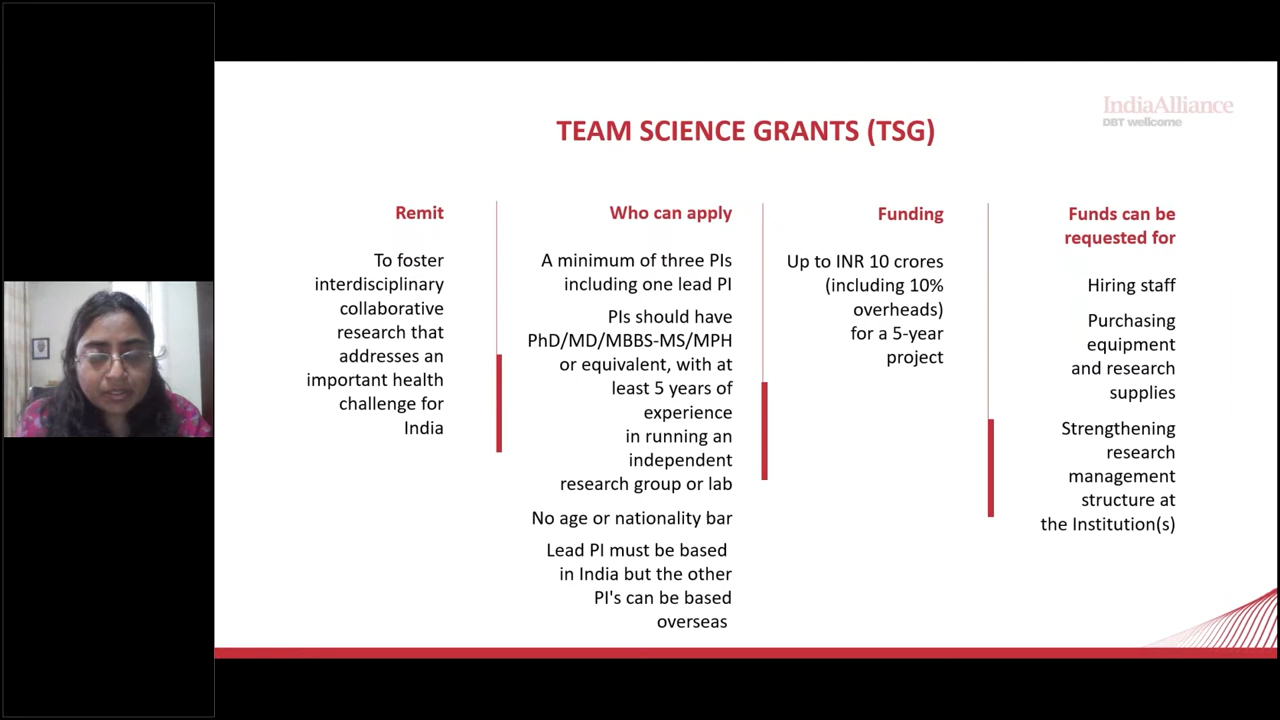 IndiaAlliance
DBT wellcome
TEAM SCIENCE GRANTS (TSG)
Remit
To foster
interdisciplinary
collaborative
research that
addresses an
important health
challenge for
India
Who can apply
A minimum of three PIs
including one lead PI
PIs should have
PhD/MD/MBBS-MS/MPH
or equivalent, with at
least 5 years of
experience
in running an
independent
research group or lab
No age or nationality bar
Lead PI must be based
in India but the other
PI's can be based
overseas
Funding
Up to INR 10 crores
(including 10%
overheads)
for a 5-year
project
Funds can be
requested for
Hiring staff
Purchasing
equipment
and research
supplies
Strengthening
research
management
structure at
the Institution(s)